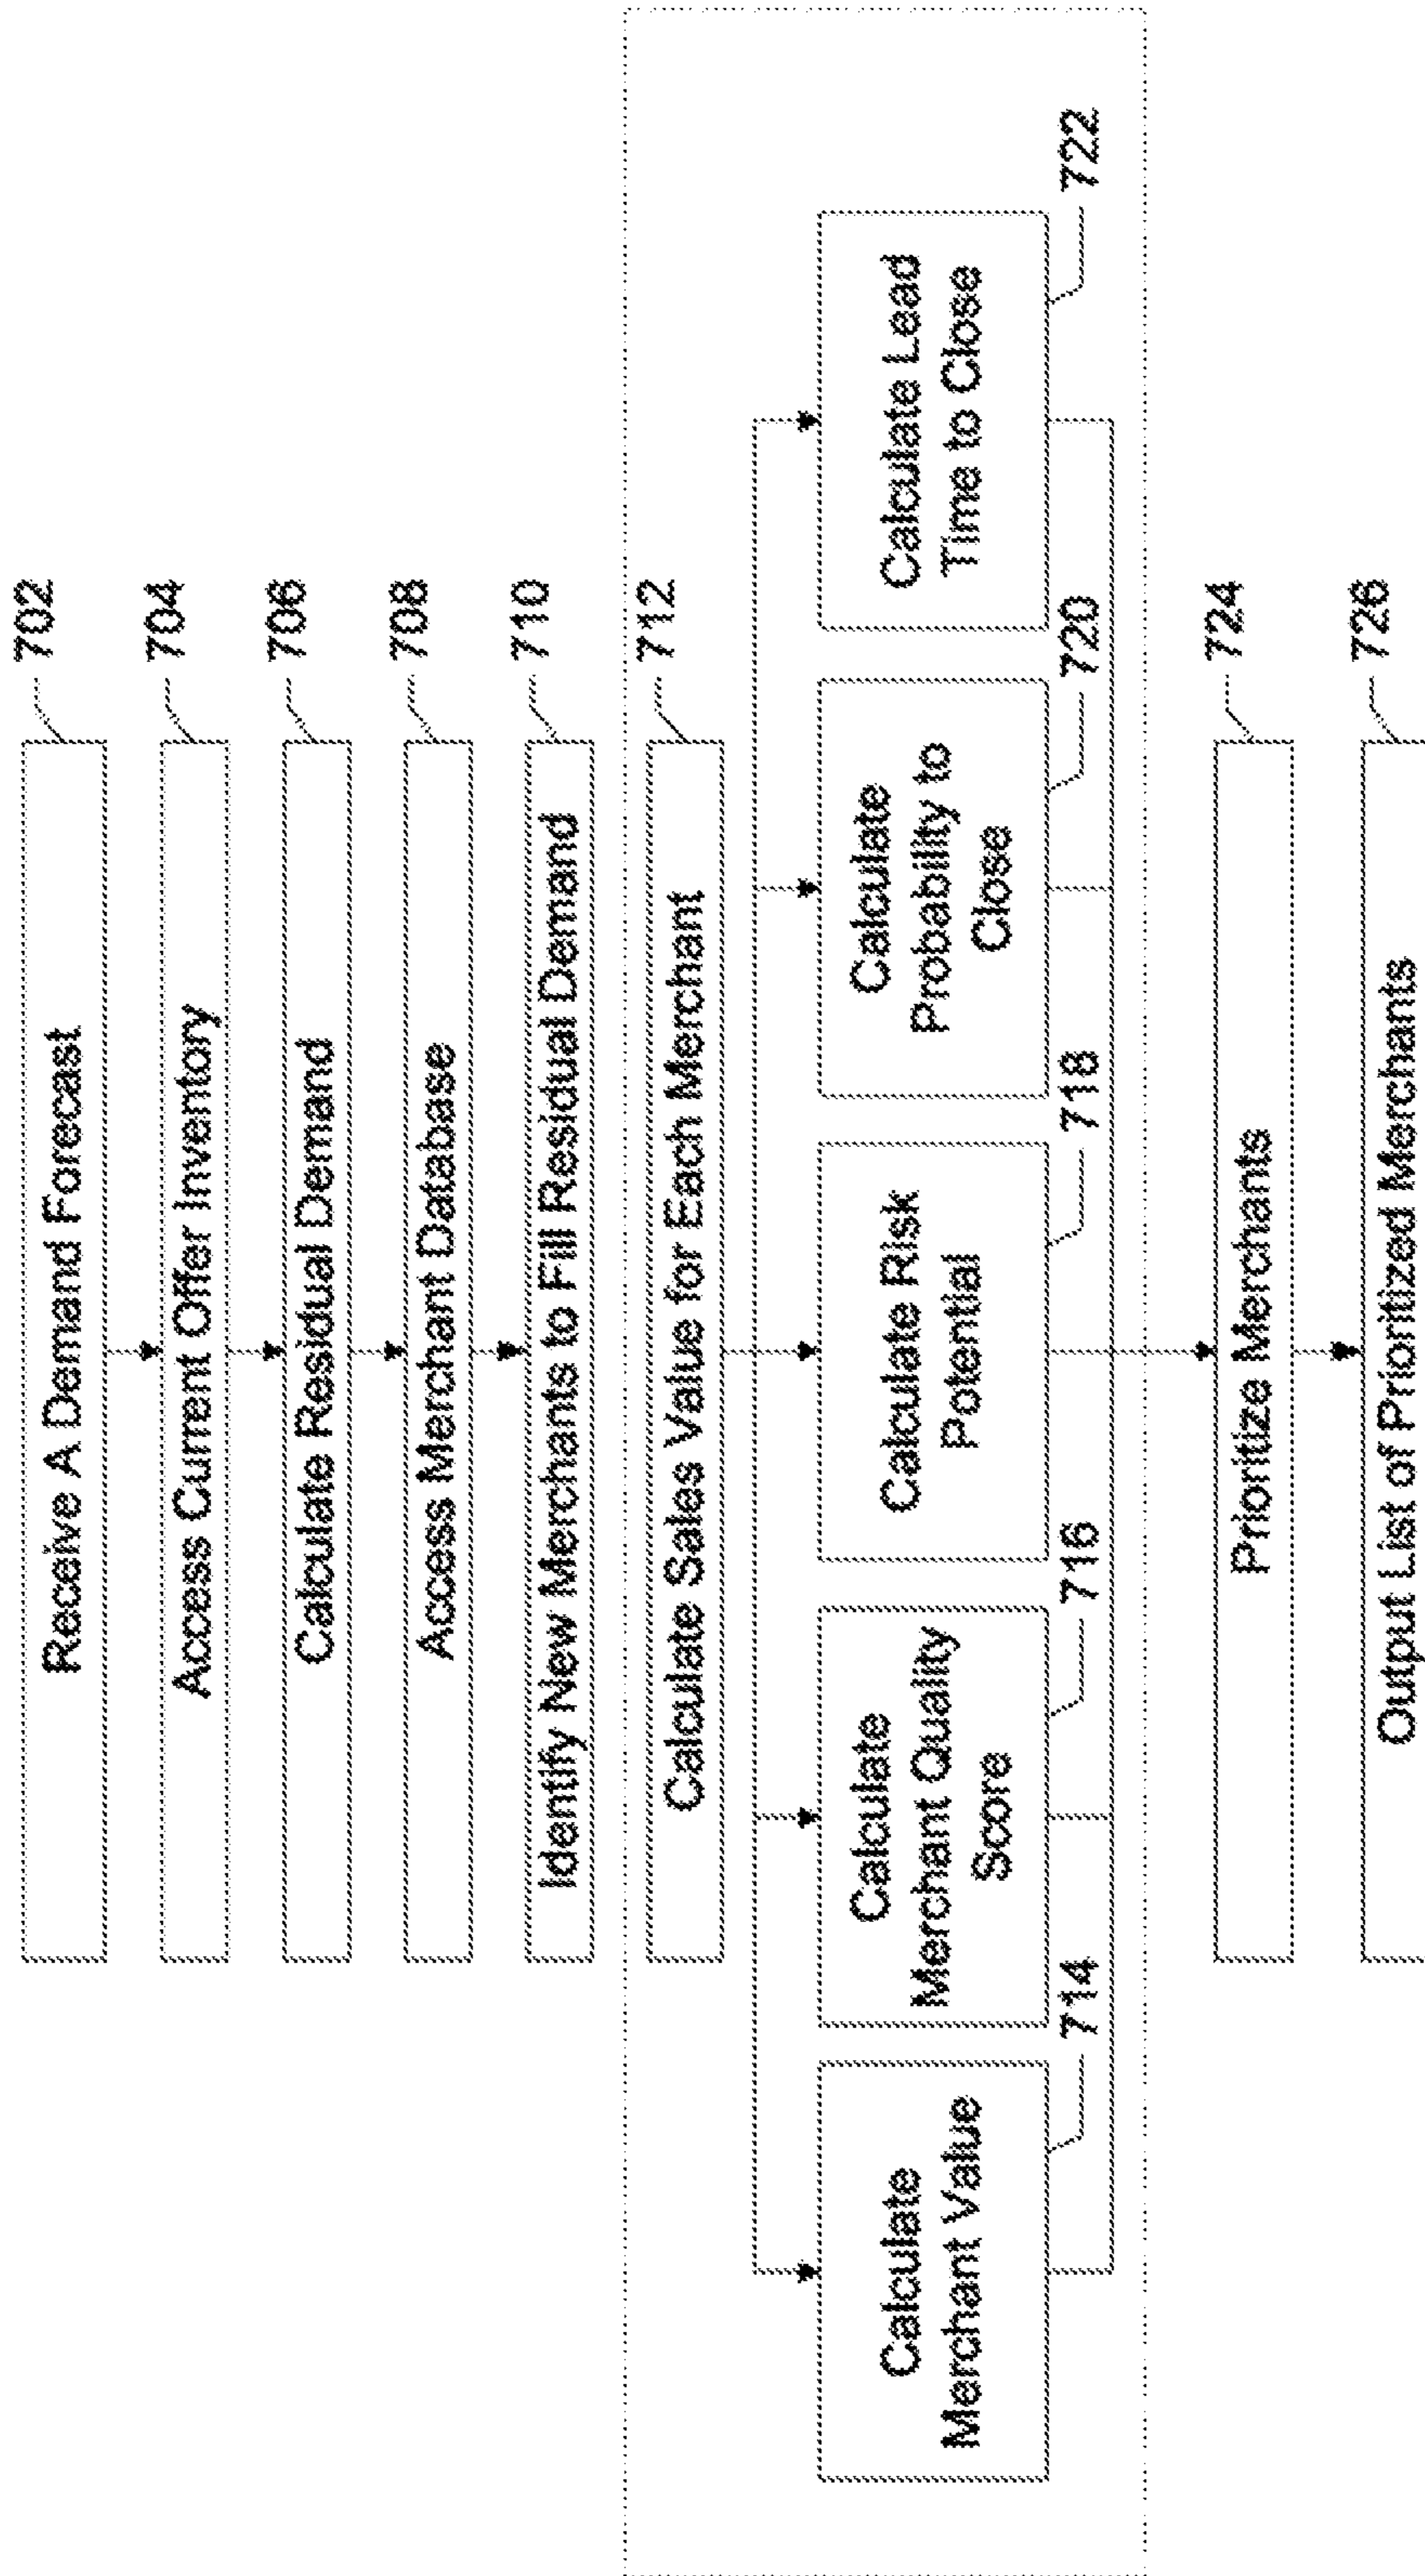 Receive A Demand Forecast
702
Access Current Offer Inventory
704
Calculate Residual Demand
706
Access Merchant Database
708
Identify New Merchants to Fill Residual Demand
710
Calculate Sales Value for Each Merchant
712
Calculate
Merchant Value
714
Calculate
Merchant Quality
Score
716
Calculate Risk
Potential
718
Calculate
Probability to
Close
720
Calculate Lead
Time to Close
722
Prioritize Merchants
724
Output List of Prioritized Merchants
726